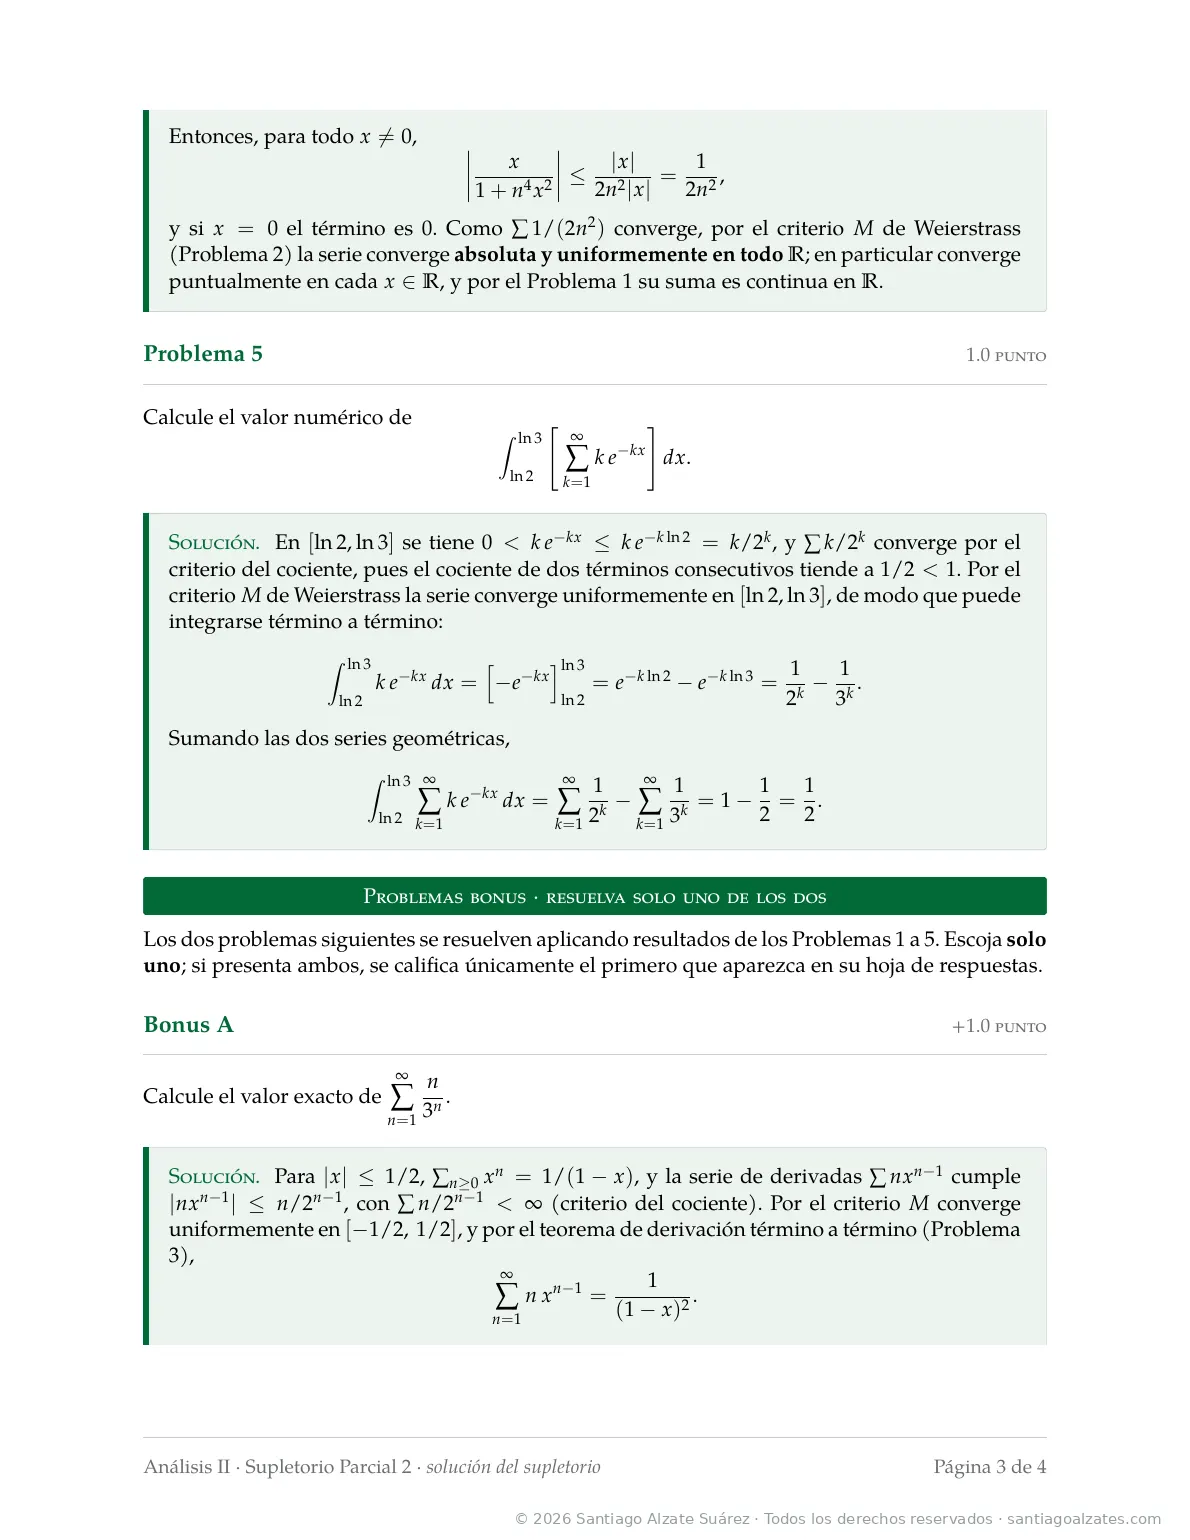 Entonces, para todo x ≠ 0,
| x / (1 + n⁴x²) | ≤ |x| / (2n²|x|) = 1 / (2n²),
y si x = 0 el término es 0. Como ∑ 1/(2n²) converge, por el criterio M de Weierstrass
(Problema 2) la serie converge absoluta y uniformemente en todo ℝ; en particular converge
puntualmente en cada x ∈ ℝ, y por el Problema 1 su suma es continua en ℝ.
Problema 5 1.0 PUNTO
Calcule el valor numérico de
∫_{ln 2}^{ln 3} [ ∑_{k=1}^{∞} k e^{−kx} ] dx.
SOLUCIÓN. En [ln 2, ln 3] se tiene 0 < k e^{−kx} ≤ k e^{−k ln 2} = k/2^k, y ∑ k/2^k converge por el
criterio del cociente, pues el cociente de dos términos consecutivos tiende a 1/2 < 1. Por el
criterio M de Weierstrass la serie converge uniformemente en [ln 2, ln 3], de modo que puede
integrarse término a término:
∫_{ln 2}^{ln 3} k e^{−kx} dx = [−e^{−kx}]_{ln 2}^{ln 3} = e^{−k ln 2} − e^{−k ln 3} = 1/2^k − 1/3^k.
Sumando las dos series geométricas,
∫_{ln 2}^{ln 3} ∑_{k=1}^{∞} k e^{−kx} dx = ∑_{k=1}^{∞} 1/2^k − ∑_{k=1}^{∞} 1/3^k = 1 − 1/2 = 1/2.
PROBLEMAS BONUS · RESUELVA SOLO UNO DE LOS DOS
Los dos problemas siguientes se resuelven aplicando resultados de los Problemas 1 a 5. Escoja solo
uno; si presenta ambos, se califica únicamente el primero que aparezca en su hoja de respuestas.
Bonus A +1.0 PUNTO
Calcule el valor exacto de ∑_{n=1}^{∞} n/3^n.
SOLUCIÓN. Para |x| ≤ 1/2, ∑_{n≥0} x^n = 1/(1 − x), y la serie de derivadas ∑ nx^{n−1} cumple
|nx^{n−1}| ≤ n/2^{n−1}, con ∑ n/2^{n−1} < ∞ (criterio del cociente). Por el criterio M converge
uniformemente en [−1/2, 1/2], y por el teorema de derivación término a término (Problema
3),
∑_{n=1}^{∞} n x^{n−1} = 1 / (1 − x)².
Análisis II · Supletorio Parcial 2 · solución del supletorio Página 3 de 4
© 2026 Santiago Alzate Suárez · Todos los derechos reservados · santiagoalzates.com